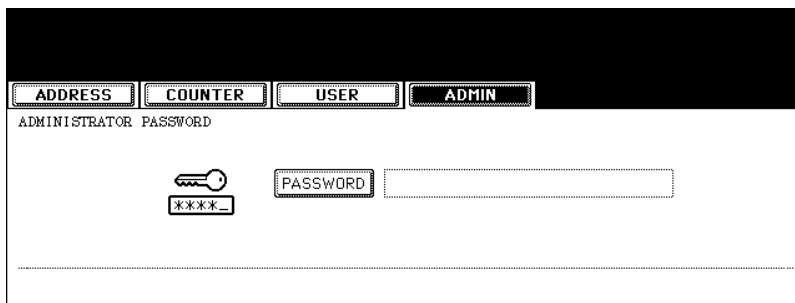 ADDRESS COUNTER USER ADMIN
ADMINISTRATOR PASSWORD
PASSWORD
****_